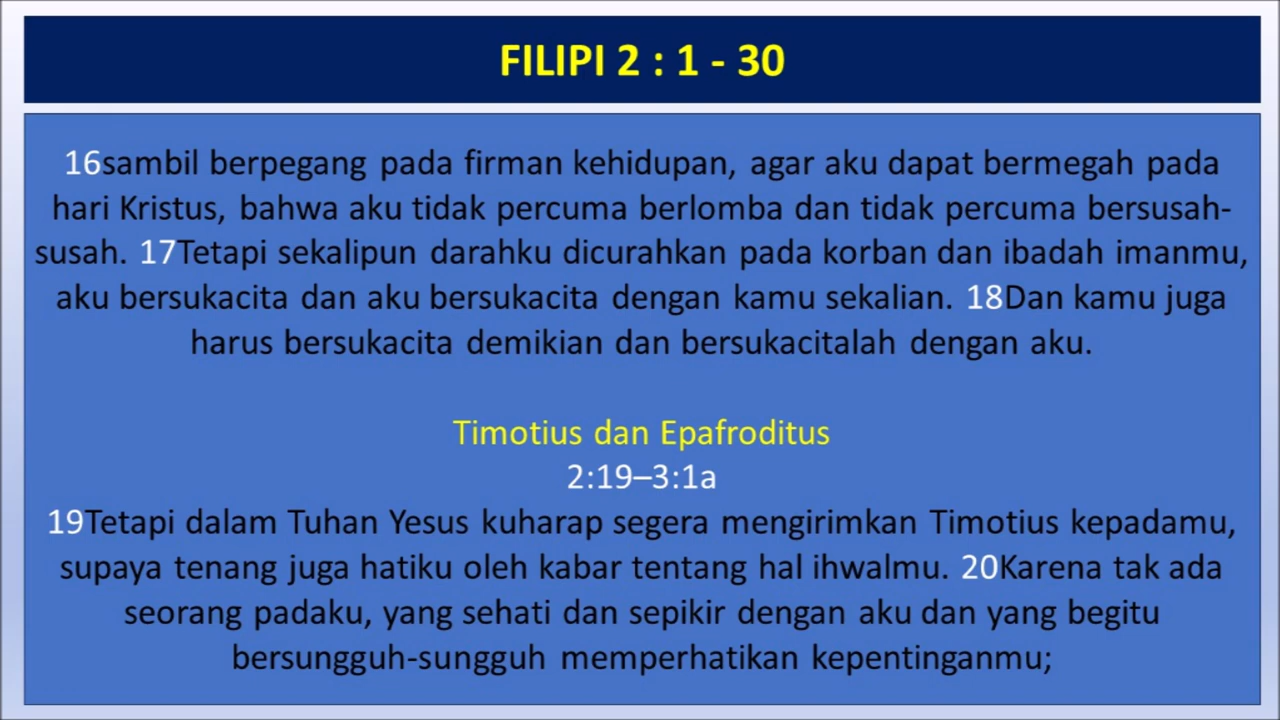 FILIPI 2 : 1 - 30
16sambil berpegang pada firman kehidupan, agar aku dapat bermegah pada
hari Kristus, bahwa aku tidak percuma berlomba dan tidak percuma bersusah-
susah. 17Tetapi sekalipun darahku dicurahkan pada korban dan ibadah imanmu,
aku bersukacita dan aku bersukacita dengan kamu sekalian. 18Dan kamu juga
harus bersukacita demikian dan bersukacitalah dengan aku.
Timotius dan Epafroditus
2:19–3:1a
19Tetapi dalam Tuhan Yesus kuharap segera mengirimkan Timotius kepadamu,
supaya tenang juga hatiku oleh kabar tentang hal ihwalmu. 20Karena tak ada
seorang padaku, yang sehati dan sepikir dengan aku dan yang begitu
bersungguh-sungguh memperhatikan kepentinganmu;